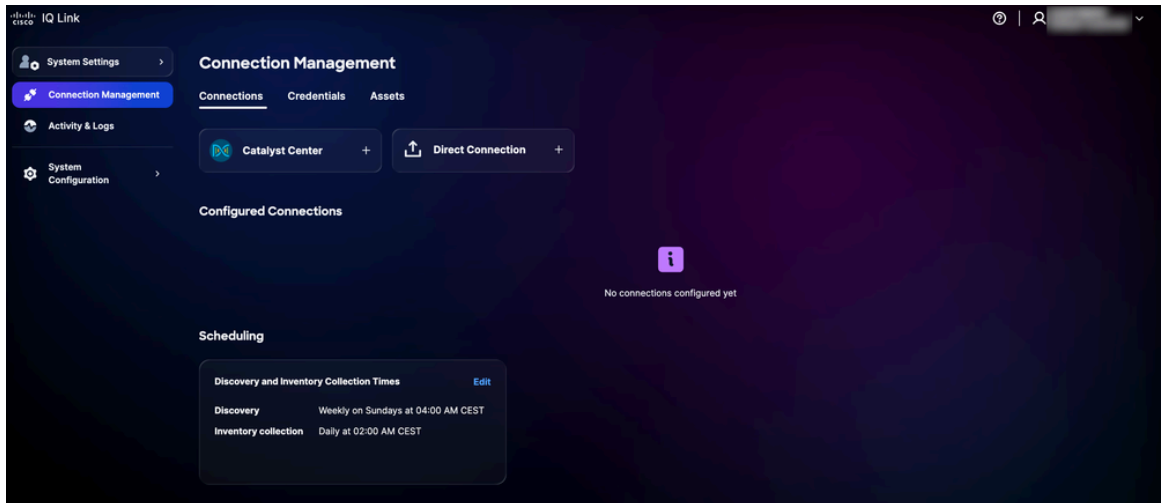 CISCO IQ Link
System Settings
Connection Management
Activity & Logs
System
Configuration
Connection Management
Connections Credentials Assets
Catalyst Center + Direct Connection +
Configured Connections
i
No connections configured yet
Scheduling
Discovery and Inventory Collection Times Edit
Discovery Weekly on Sundays at 04:00 AM CEST
Inventory collection Daily at 02:00 AM CEST